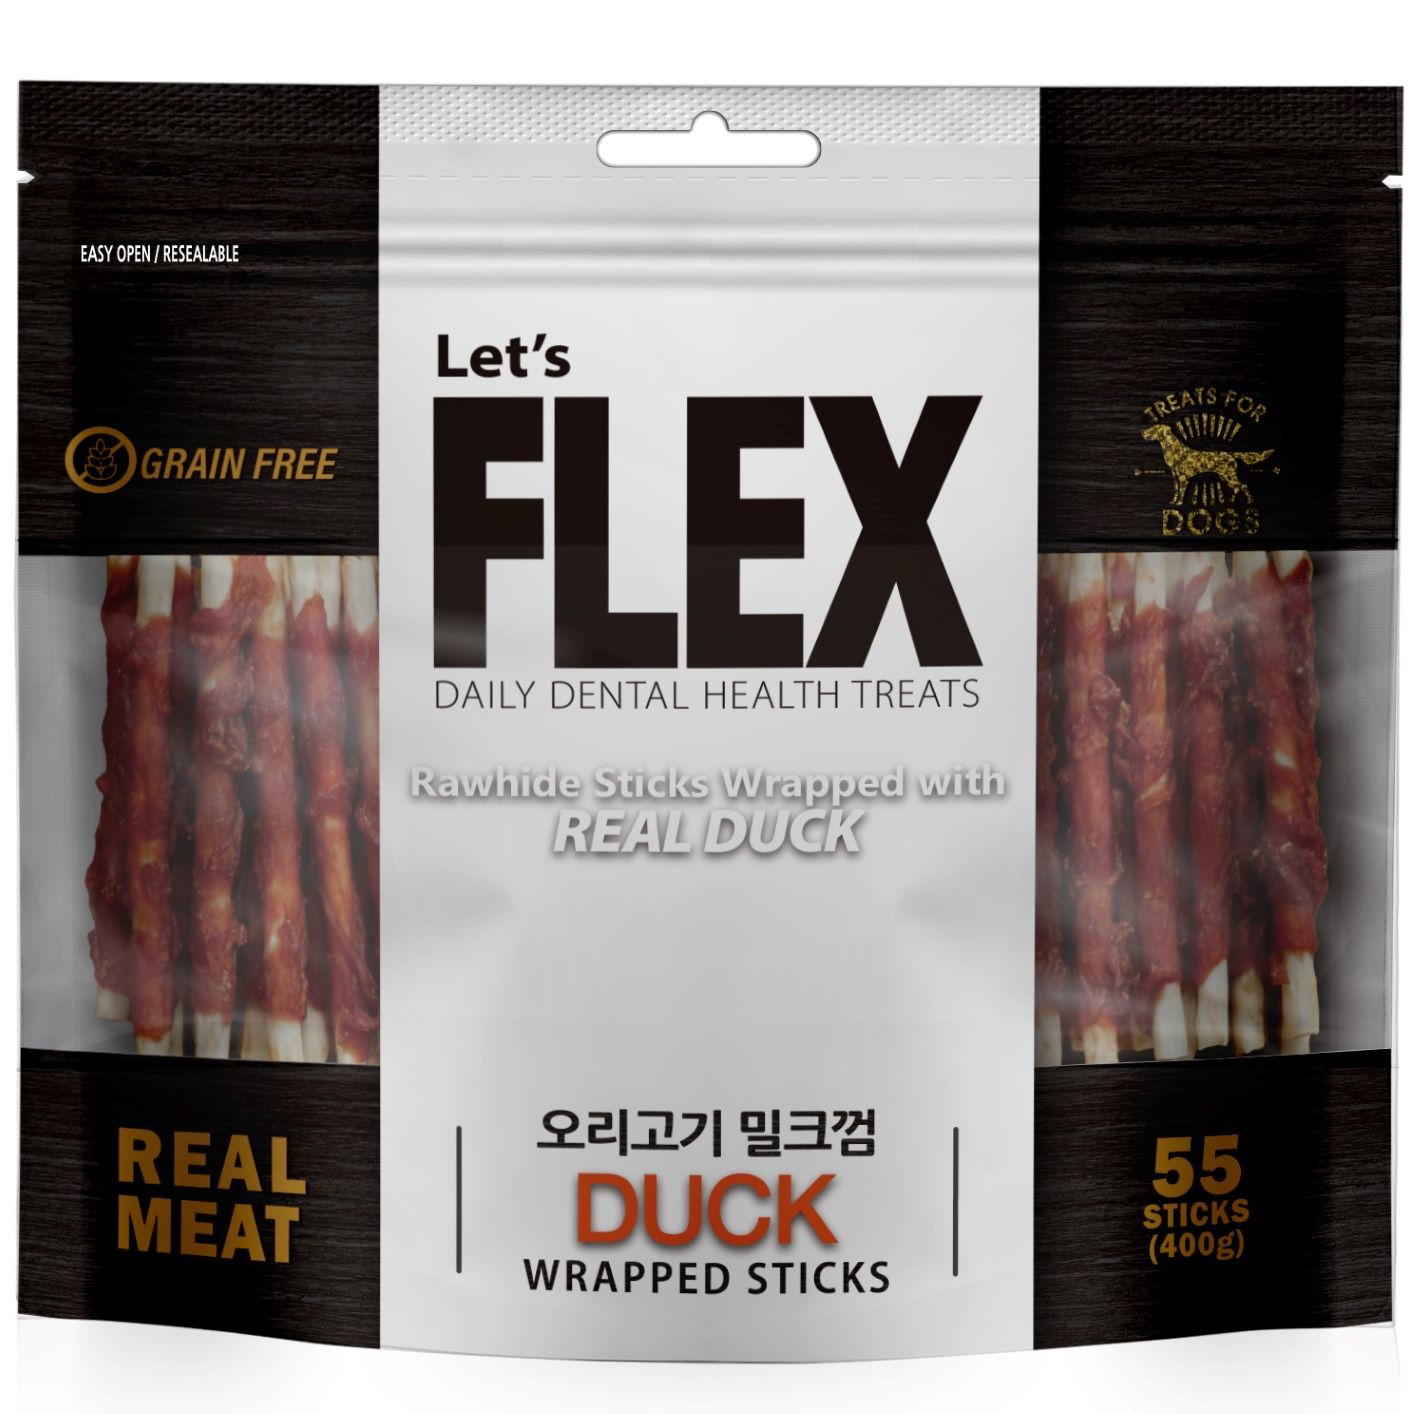 EASY OPEN / RESEALABLE
Let's
FLEX
DAILY DENTAL HEALTH TREATS
GRAIN FREE
TREATS FOR
DOGS
Rawhide Sticks Wrapped with
REAL DUCK
REAL
MEAT
오리고기 밀크껌
DUCK
WRAPPED STICKS
55
STICKS
(400g)